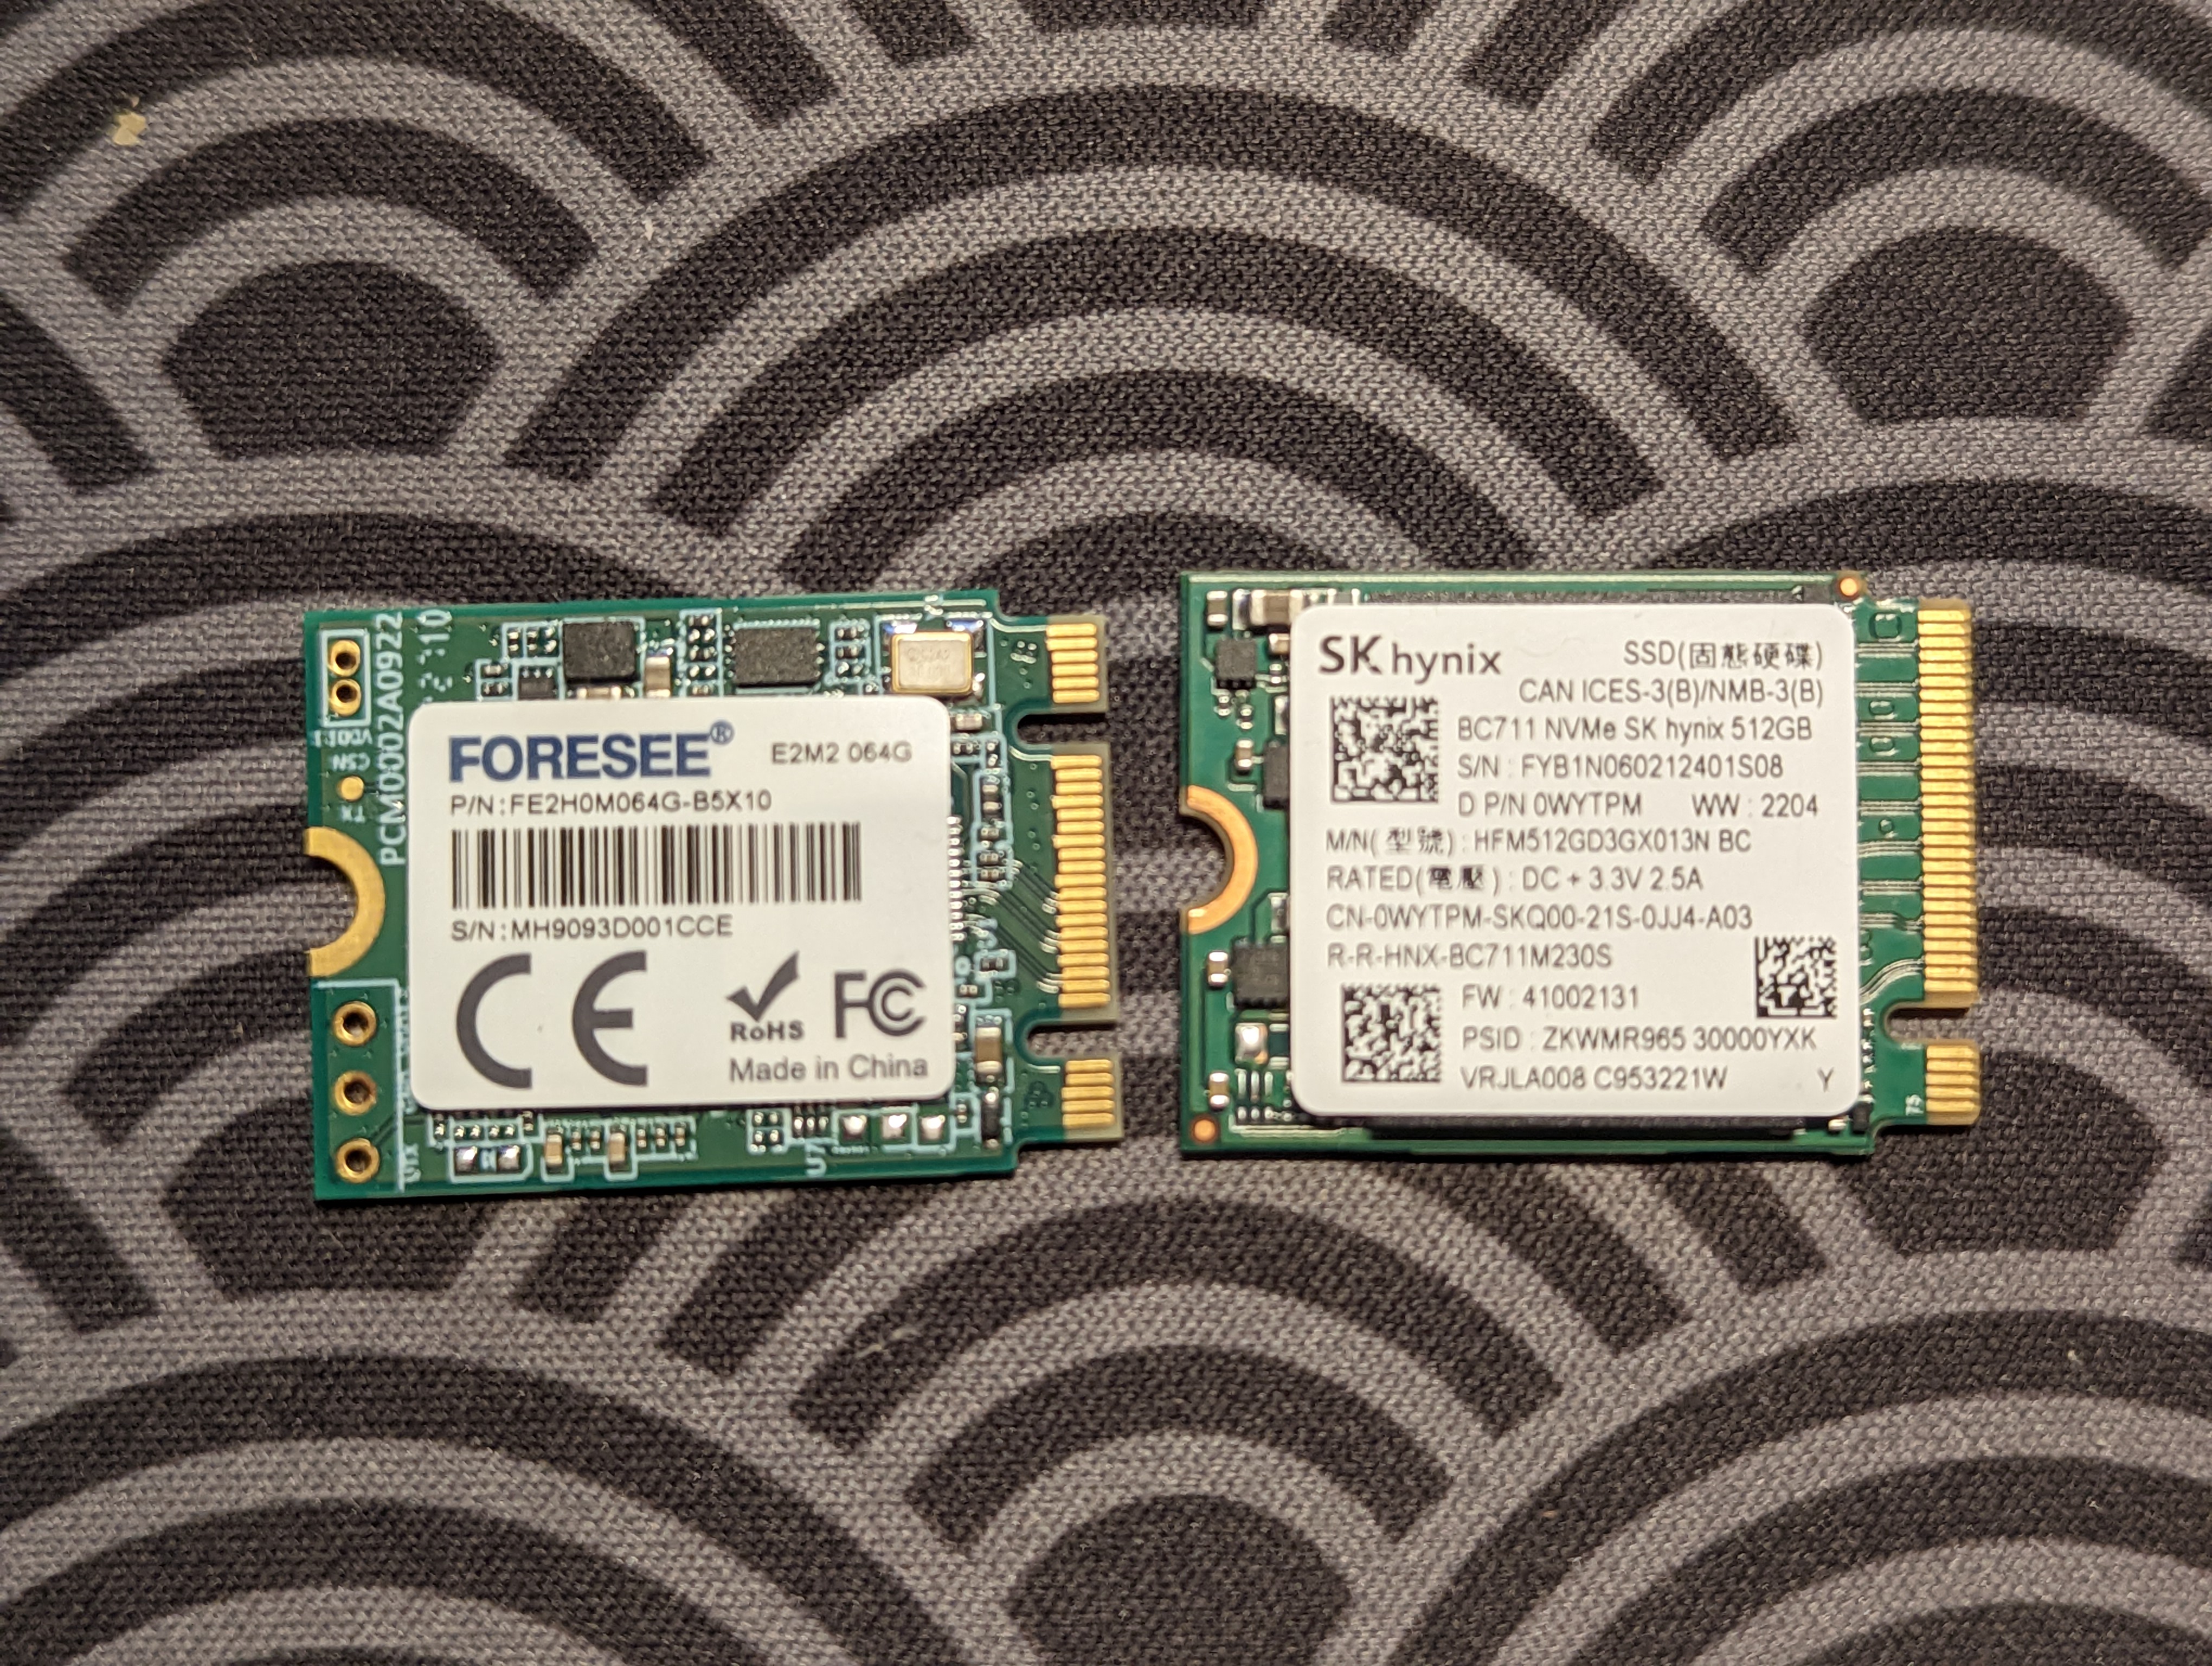 PCM0002A0922
FORESEE®
E2M2 064G
P/N:FE2H0M064G-B5X10
S/N:MH9093D001CCE
CE
RoHS
FC
Made in China
U7
SK hynix
SSD(固態硬碟)
CAN ICES-3(B)/NMB-3(B)
BC711 NVMe SK hynix 512GB
S/N : FYB1N060212401S08
D P/N 0WYTPM WW : 2204
M/N(型號) : HFM512GD3GX013N BC
RATED(電壓) : DC + 3.3V 2.5A
CN-0WYTPM-SKQ00-21S-0JJ4-A03
R-R-HNX-BC711M230S
FW : 41002131
PSID : ZKWMR965 30000YXK
VRJLA008 C953221W Y
75